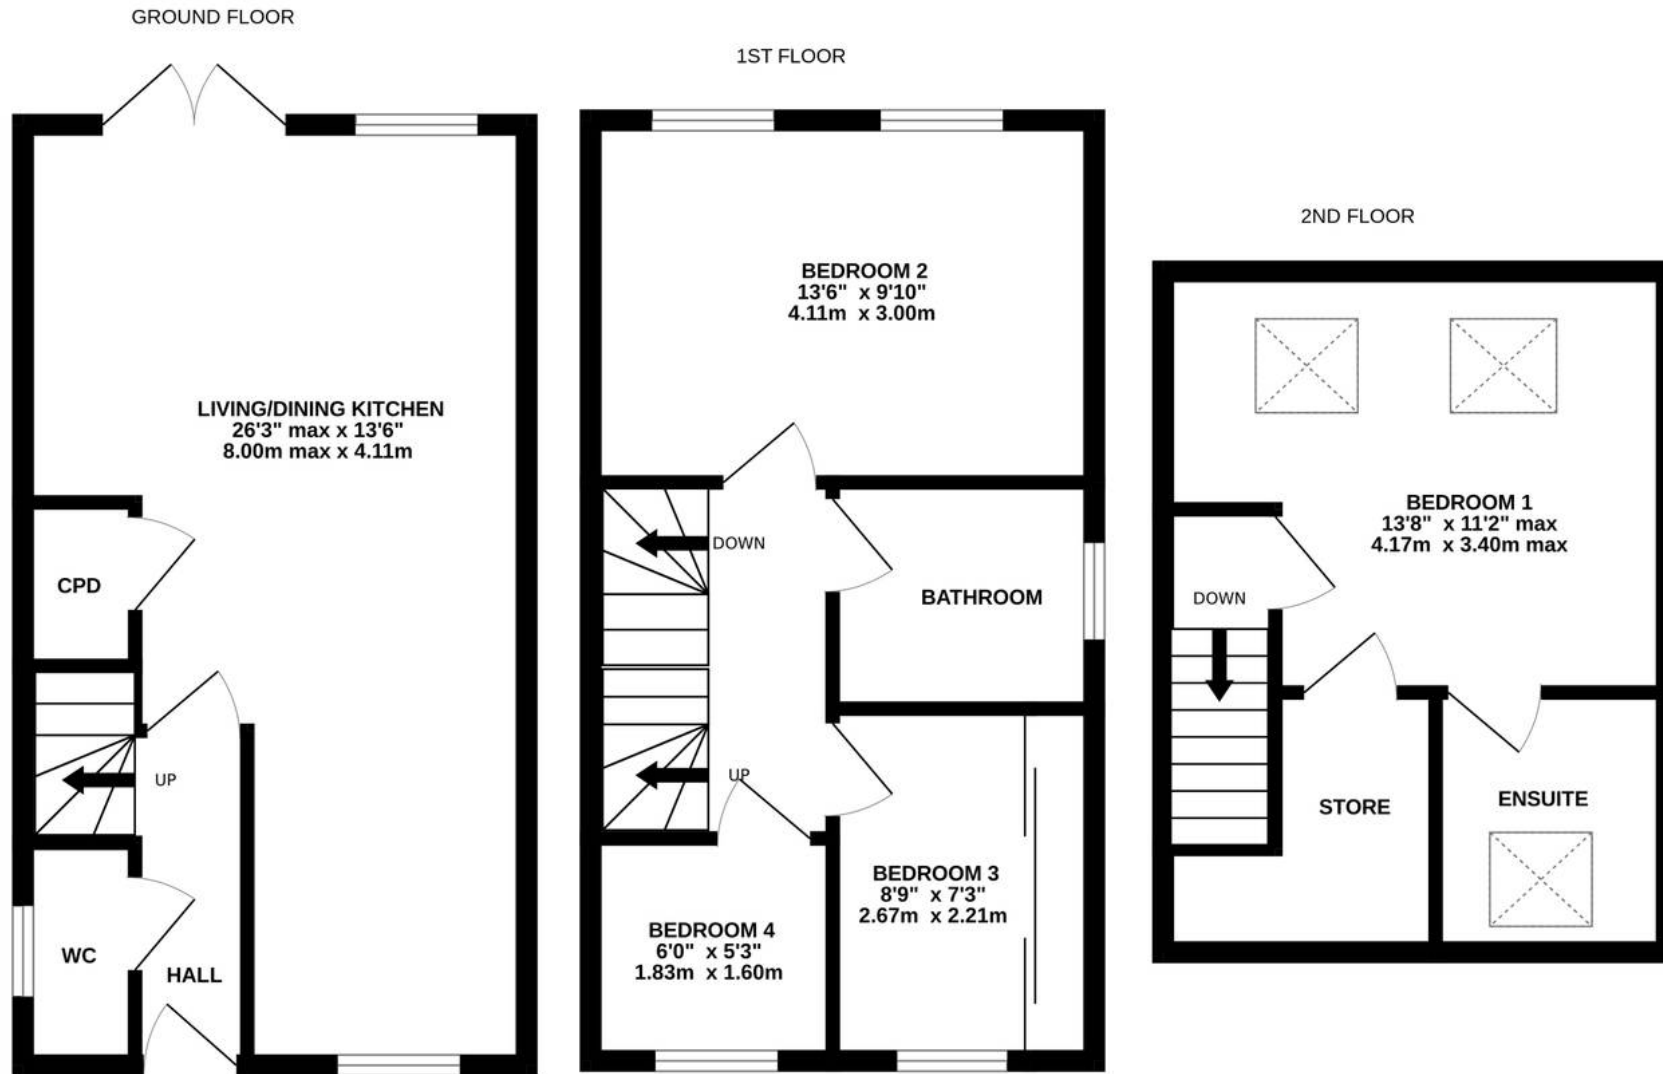 GROUND FLOOR
LIVING/DINING KITCHEN
26'3" max x 13'6"
8.00m max x 4.11m
CPD
UP
WC
HALL
1ST FLOOR
BEDROOM 2
13'6" x 9'10"
4.11m x 3.00m
DOWN
BATHROOM
UP
BEDROOM 3
8'9" x 7'3"
2.67m x 2.21m
BEDROOM 4
6'0" x 5'3"
1.83m x 1.60m
2ND FLOOR
BEDROOM 1
13'8" x 11'2" max
4.17m x 3.40m max
DOWN
STORE
ENSUITE